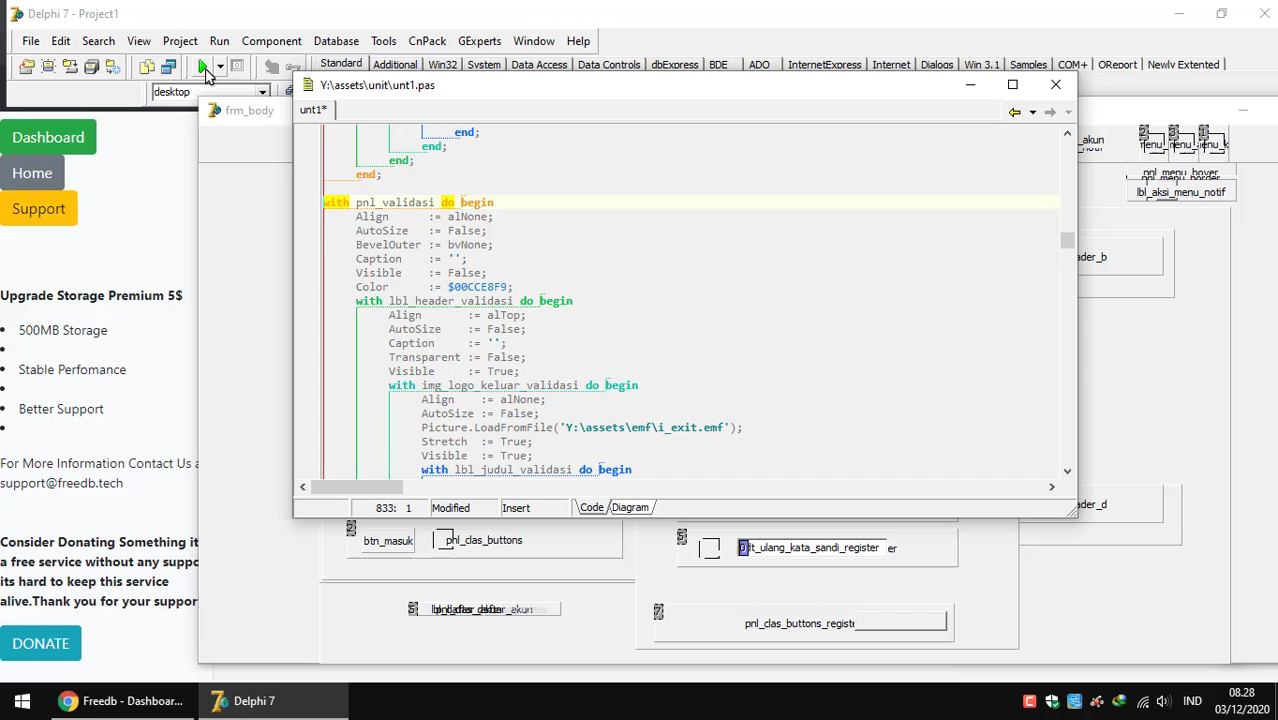 Delphi 7 - Project1
File Edit Search View Project Run Component Database Tools CnPack GExperts Window Help
Standard Additional Win32 System Data Access Data Controls dbExpress BDE ADO InternetExpress Internet Dialogs Win 3.1 Samples COM+ QReport Newly Extented
desktop
Y:\assets\unit\unt1.pas
frm_body
unt1*
end;
end;
end;
end;
with pnl_validasi do begin
Align := alNone;
AutoSize := False;
BevelOuter := bvNone;
Caption := '';
Visible := False;
Color := $00CCE8F9;
with lbl_header_validasi do begin
Align := alTop;
AutoSize := False;
Caption := '';
Transparent := False;
Visible := True;
with img_logo_keluar_validasi do begin
Align := alNone;
AutoSize := False;
Picture.LoadFromFile('Y:\assets\emf\i_exit.emf');
Stretch := True;
Visible := True;
with lbl_judul_validasi do begin
833: 1 Modified Insert Code Diagram
_akun
pnl_menu_hover
lbl_aksi_menu_notif
ader_b
ader_d
Dashboard
Home
Support
Upgrade Storage Premium 5$
500MB Storage
Stable Perfomance
Better Support
For More Information Contact Us a
support@freedb.tech
Consider Donating Something it
a free service without any suppo
its hard to keep this service
alive.Thank you for your suppor
DONATE
btn_masuk
pnl_clas_buttons
dt_ulang_kata_sandi_register
er
pnl_clas_buttons_registe
Freedb - Dashboar...
Delphi 7
IND
08.28
03/12/2020